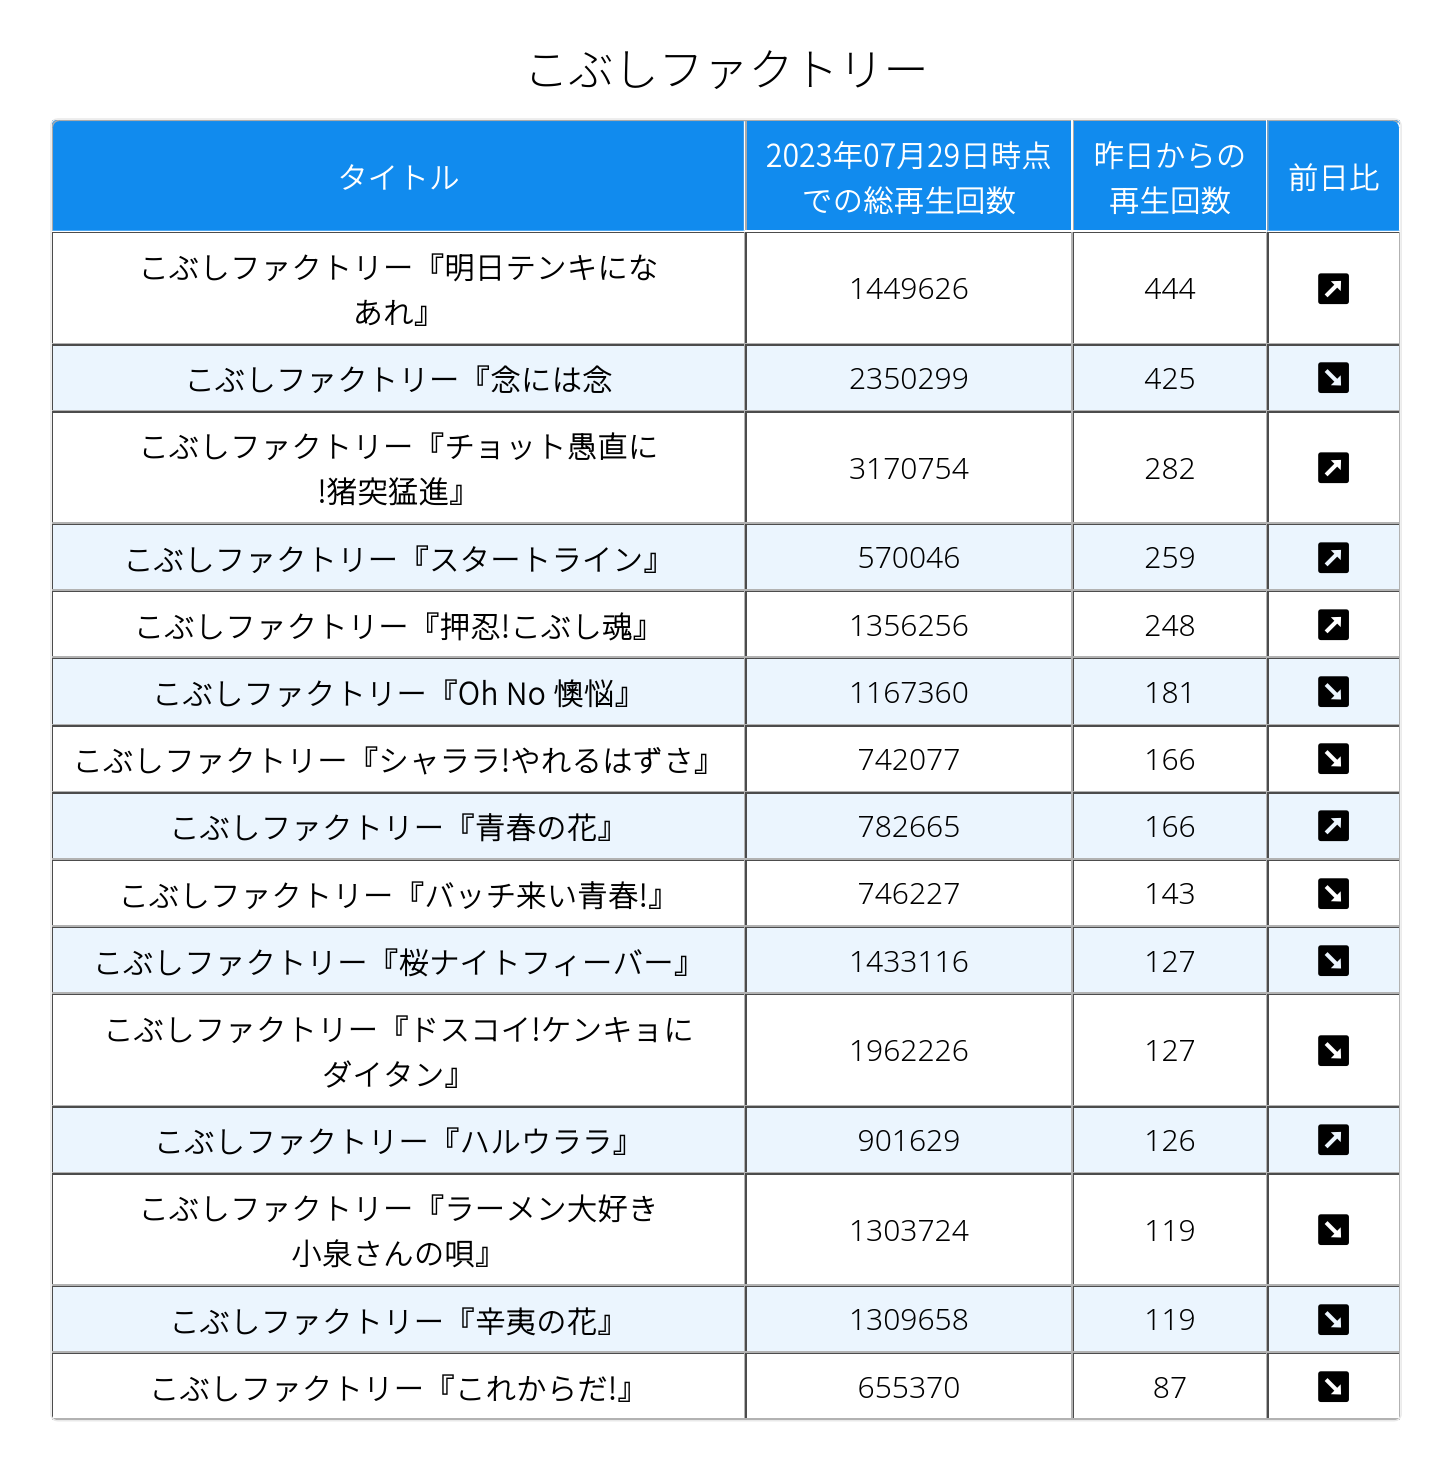 こぶしファクトリー
タイトル
2023年07月29日時点
での総再生回数
昨日からの
再生回数
前日比
こぶしファクトリー『明日テンキにな
あれ』
1449626
444
こぶしファクトリー『念には念
2350299
425
こぶしファクトリー『チョット愚直に
!猪突猛進』
3170754
282
こぶしファクトリー『スタートライン』
570046
259
こぶしファクトリー『押忍!こぶし魂』
1356256
248
こぶしファクトリー『Oh No 懊悩』
1167360
181
こぶしファクトリー『シャララ!やれるはずさ』
742077
166
こぶしファクトリー『青春の花』
782665
166
こぶしファクトリー『バッチ来い青春!』
746227
143
こぶしファクトリー『桜ナイトフィーバー』
1433116
127
こぶしファクトリー『ドスコイ!ケンキョに
ダイタン』
1962226
127
こぶしファクトリー『ハルウララ』
901629
126
こぶしファクトリー『ラーメン大好き
小泉さんの唄』
1303724
119
こぶしファクトリー『辛夷の花』
1309658
119
こぶしファクトリー『これからだ!』
655370
87